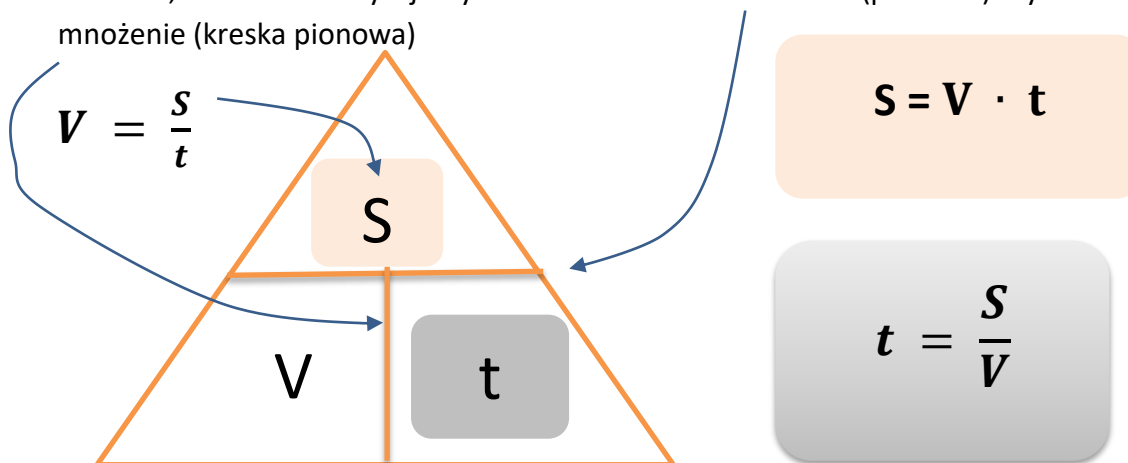 mnożenie (kreska pionowa)
V = s/t
S = V · t
S
t = S/V
V
t